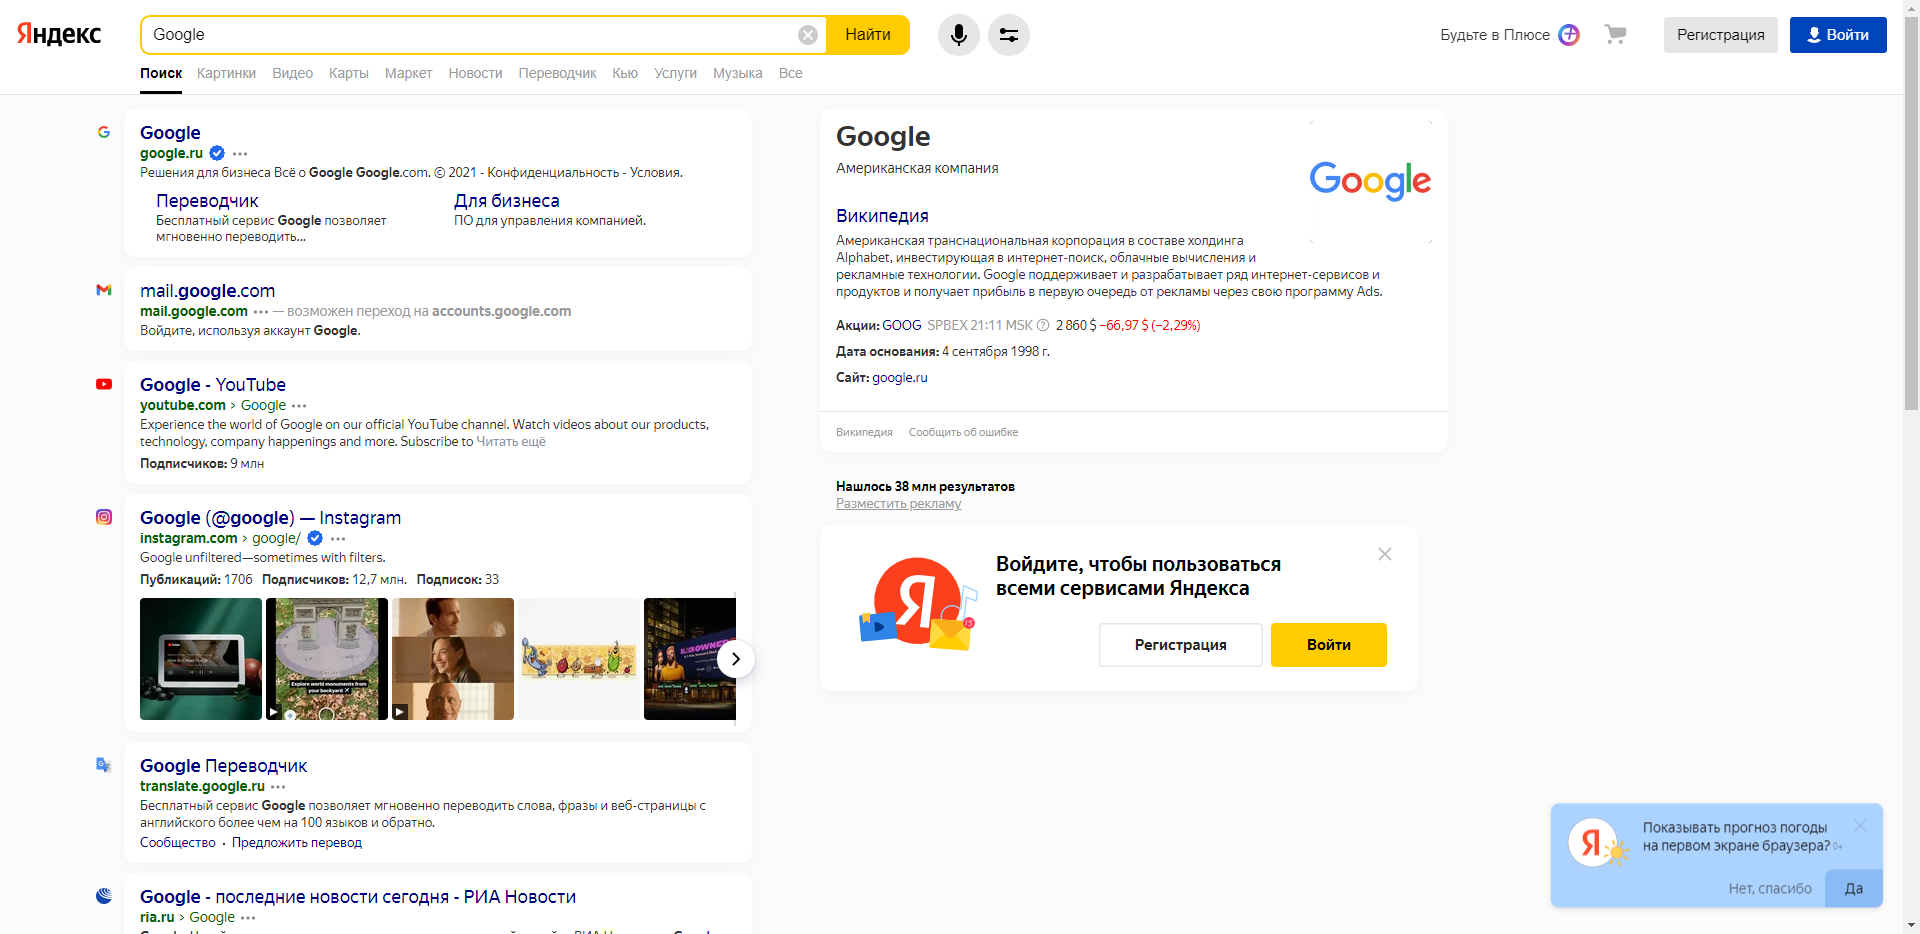 Яндекс
Google
Найти
Будьте в Плюсе
Регистрация
Войти
Поиск Картинки Видео Карты Маркет Новости Переводчик Кью Услуги Музыка Все
Google
google.ru
Решения для бизнеса Всё о Google Google.com. © 2021 - Конфиденциальность - Условия.
Переводчик
Бесплатный сервис Google позволяет
мгновенно переводить...
Для бизнеса
ПО для управления компанией.
mail.google.com
mail.google.com ··· — возможен переход на accounts.google.com
Войдите, используя аккаунт Google.
Google - YouTube
youtube.com › Google
Experience the world of Google on our official YouTube channel. Watch videos about our products,
technology, company happenings and more. Subscribe to Читать ещё
Подписчиков: 9 млн
Google (@google) — Instagram
instagram.com › google/
Google unfiltered—sometimes with filters.
Публикаций: 1706 Подписчиков: 12,7 млн. Подписок: 33
Explore world monuments from
your backyard
Google Переводчик
translate.google.ru
Бесплатный сервис Google позволяет мгновенно переводить слова, фразы и веб-страницы с
английского более чем на 100 языков и обратно.
Сообщество · Предложить перевод
Google - последние новости сегодня - РИА Новости
ria.ru › Google
Google
Американская компания
Google
Википедия
Американская транснациональная корпорация в составе холдинга
Alphabet, инвестирующая в интернет-поиск, облачные вычисления и
рекламные технологии. Google поддерживает и разрабатывает ряд интернет-сервисов и
продуктов и получает прибыль в первую очередь от рекламы через свою программу Ads.
Акции: GOOG SPBEX 21:11 MSK ? 2 860 $ −66,97 $ (−2,29%)
Дата основания: 4 сентября 1998 г.
Сайт: google.ru
Википедия Сообщить об ошибке
Нашлось 38 млн результатов
Разместить рекламу
Я
15
Войдите, чтобы пользоваться
всеми сервисами Яндекса
Регистрация
Войти
Я
Показывать прогноз погоды
на первом экране браузера? 0+
Нет, спасибо
Да